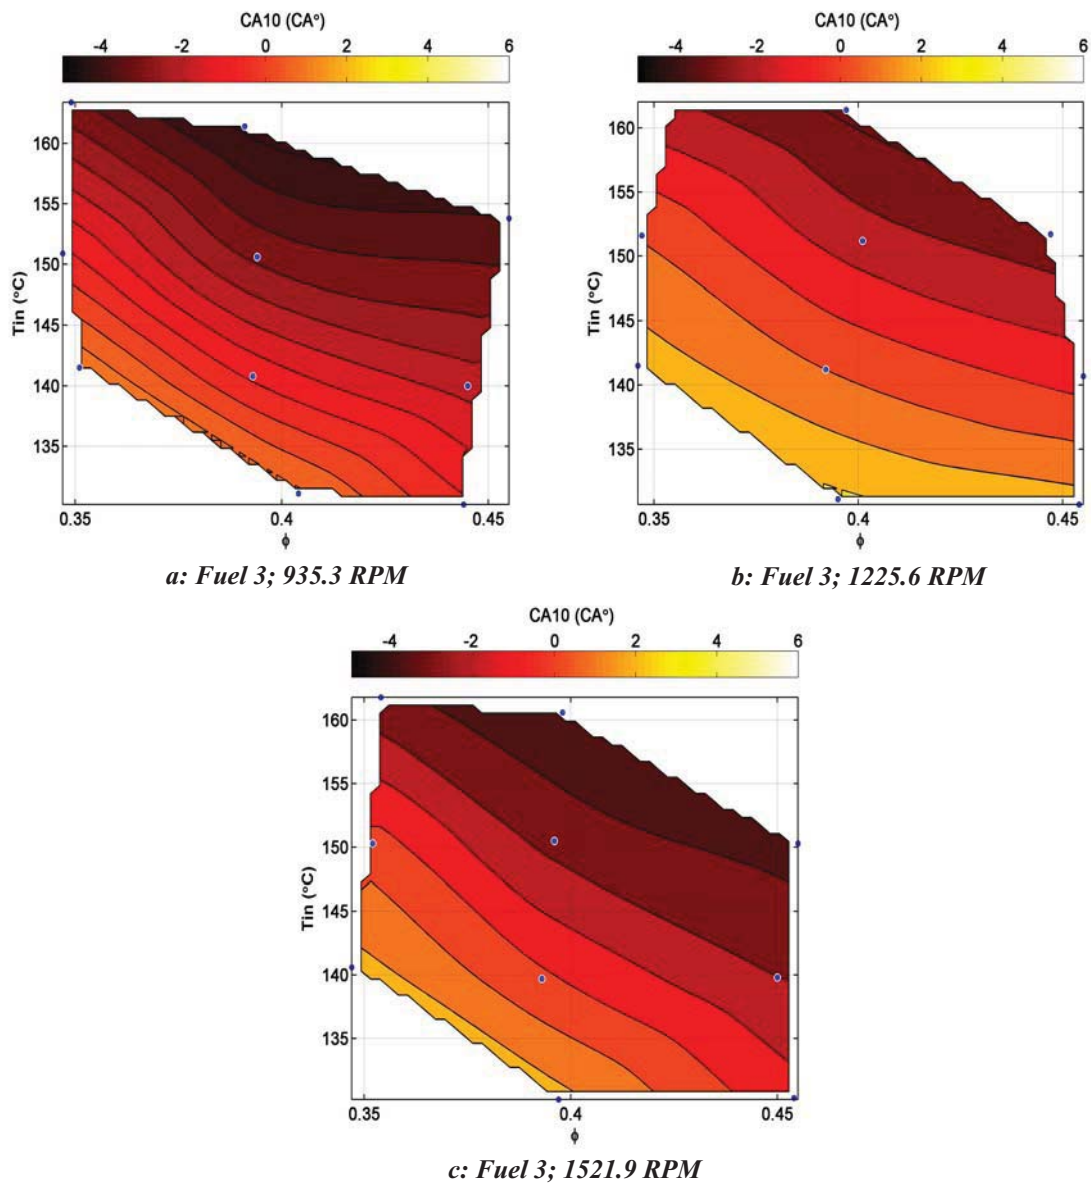 CA10 (CA°)
-4 -2 0 2 4 6
160
155
150
145
140
135
Tin (°C)
0.35 0.4 0.45
ϕ
a: Fuel 3; 935.3 RPM
CA10 (CA°)
-4 -2 0 2 4 6
160
155
150
145
140
135
Tin (°C)
0.35 0.4 0.45
ϕ
b: Fuel 3; 1225.6 RPM
CA10 (CA°)
-4 -2 0 2 4 6
160
155
150
145
140
135
Tin (°C)
0.35 0.4 0.45
ϕ
c: Fuel 3; 1521.9 RPM